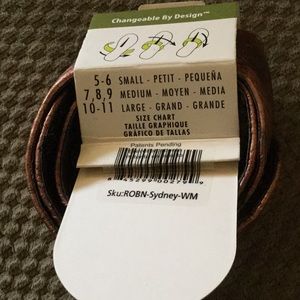 Changeable By Design™
5-6 SMALL - PETIT - PEQUEÑA
7,8,9 MEDIUM - MOYEN - MEDIA
10-11 LARGE - GRAND - GRANDE
SIZE CHART
TAILLE GRAPHIQUE
GRÁFICO DE TALLAS
Patents Pending
Sku:ROBN-Sydney-WM